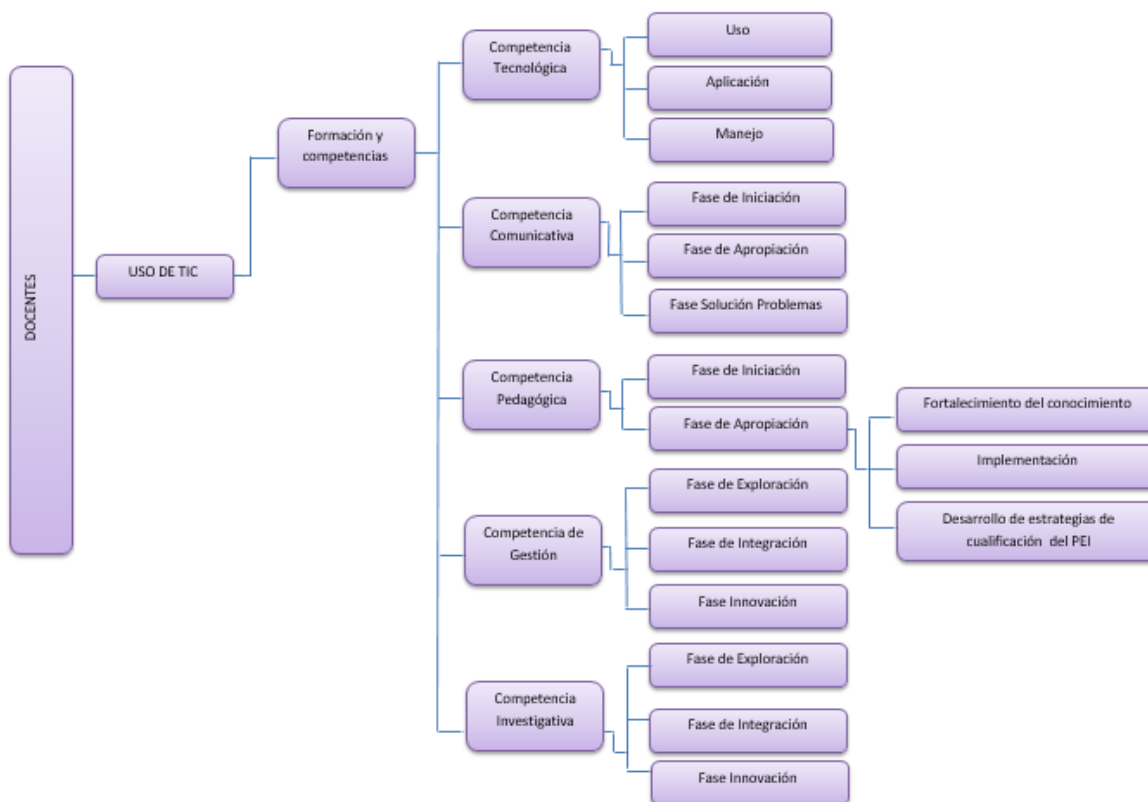 DOCENTES
USO DE TIC
Formación y
competencias
Competencia
Tecnológica
Uso
Aplicación
Manejo
Competencia
Comunicativa
Fase de Iniciación
Fase de Apropiación
Fase Solución Problemas
Competencia
Pedagógica
Fase de Iniciación
Fase de Apropiación
Fortalecimiento del conocimiento
Implementación
Desarrollo de estrategias de
cualificación del PEI
Competencia de
Gestión
Fase de Exploración
Fase de Integración
Fase Innovación
Competencia
Investigativa
Fase de Exploración
Fase de Integración
Fase Innovación